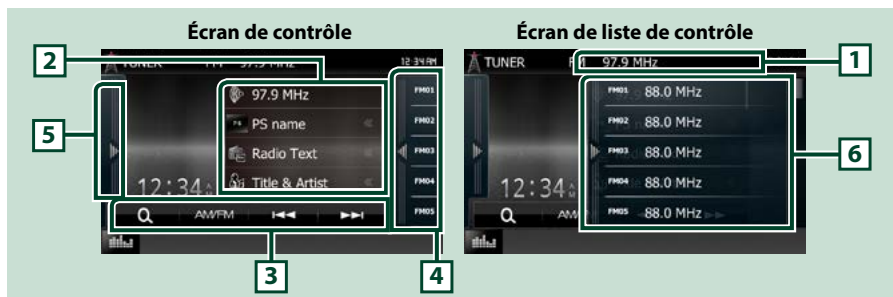 Écran de contrôle
Écran de liste de contrôle
2
TUNER
97.9 MHz
12:34 AM
97.9 MHz
PS name
Radio Text
Title & Artist
12:34
AM/FM
FM01
FM02
FM03
FM04
FM05
5
3
4
1
TUNER
FM 97.9 MHz
FM01 88.0 MHz
FM02 88.0 MHz
FM03 88.0 MHz
FM04 88.0 MHz
FM05 88.0 MHz
12:34
6